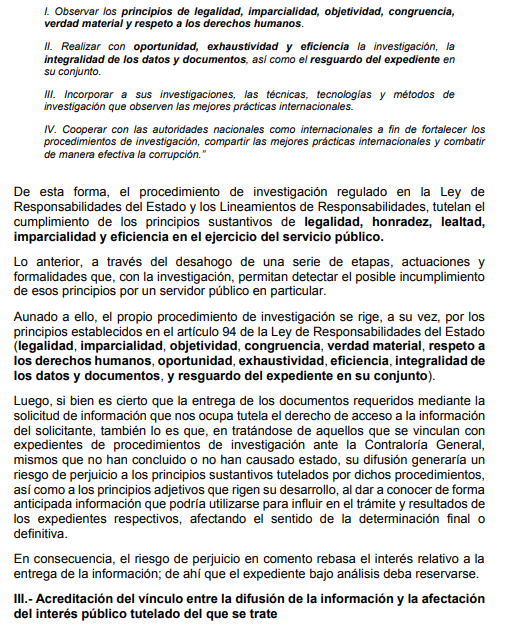 I. Observar los principios de legalidad, imparcialidad, objetividad, congruencia,
verdad material y respeto a los derechos humanos.
II. Realizar con oportunidad, exhaustividad y eficiencia la investigación, la
integralidad de los datos y documentos, así como el resguardo del expediente en
su conjunto.
III. Incorporar a sus investigaciones, las técnicas, tecnologías y métodos de
investigación que observen las mejores prácticas internacionales.
IV. Cooperar con las autoridades nacionales como internacionales a fin de fortalecer los
procedimientos de investigación, compartir las mejores prácticas internacionales y combatir
de manera efectiva la corrupción.”
De esta forma, el procedimiento de investigación regulado en la Ley de
Responsabilidades del Estado y los Lineamientos de Responsabilidades, tutelan el
cumplimiento de los principios sustantivos de legalidad, honradez, lealtad,
imparcialidad y eficiencia en el ejercicio del servicio público.
Lo anterior, a través del desahogo de una serie de etapas, actuaciones y
formalidades que, con la investigación, permitan detectar el posible incumplimiento
de esos principios por un servidor público en particular.
Aunado a ello, el propio procedimiento de investigación se rige, a su vez, por los
principios establecidos en el artículo 94 de la Ley de Responsabilidades del Estado
(legalidad, imparcialidad, objetividad, congruencia, verdad material, respeto a
los derechos humanos, oportunidad, exhaustividad, eficiencia, integralidad de
los datos y documentos, y resguardo del expediente en su conjunto).
Luego, si bien es cierto que la entrega de los documentos requeridos mediante la
solicitud de información que nos ocupa tutela el derecho de acceso a la información
del solicitante, también lo es que, en tratándose de aquellos que se vinculan con
expedientes de procedimientos de investigación ante la Contraloría General,
mismos que no han concluido o no han causado estado, su difusión generaría un
riesgo de perjuicio a los principios sustantivos tutelados por dichos procedimientos,
así como a los principios adjetivos que rigen su desarrollo, al dar a conocer de forma
anticipada información que podría utilizarse para influir en el trámite y resultados de
los expedientes respectivos, afectando el sentido de la determinación final o
definitiva.
En consecuencia, el riesgo de perjuicio en comento rebasa el interés relativo a la
entrega de la información; de ahí que el expediente bajo análisis deba reservarse.
III.- Acreditación del vínculo entre la difusión de la información y la afectación
del interés público tutelado del que se trate